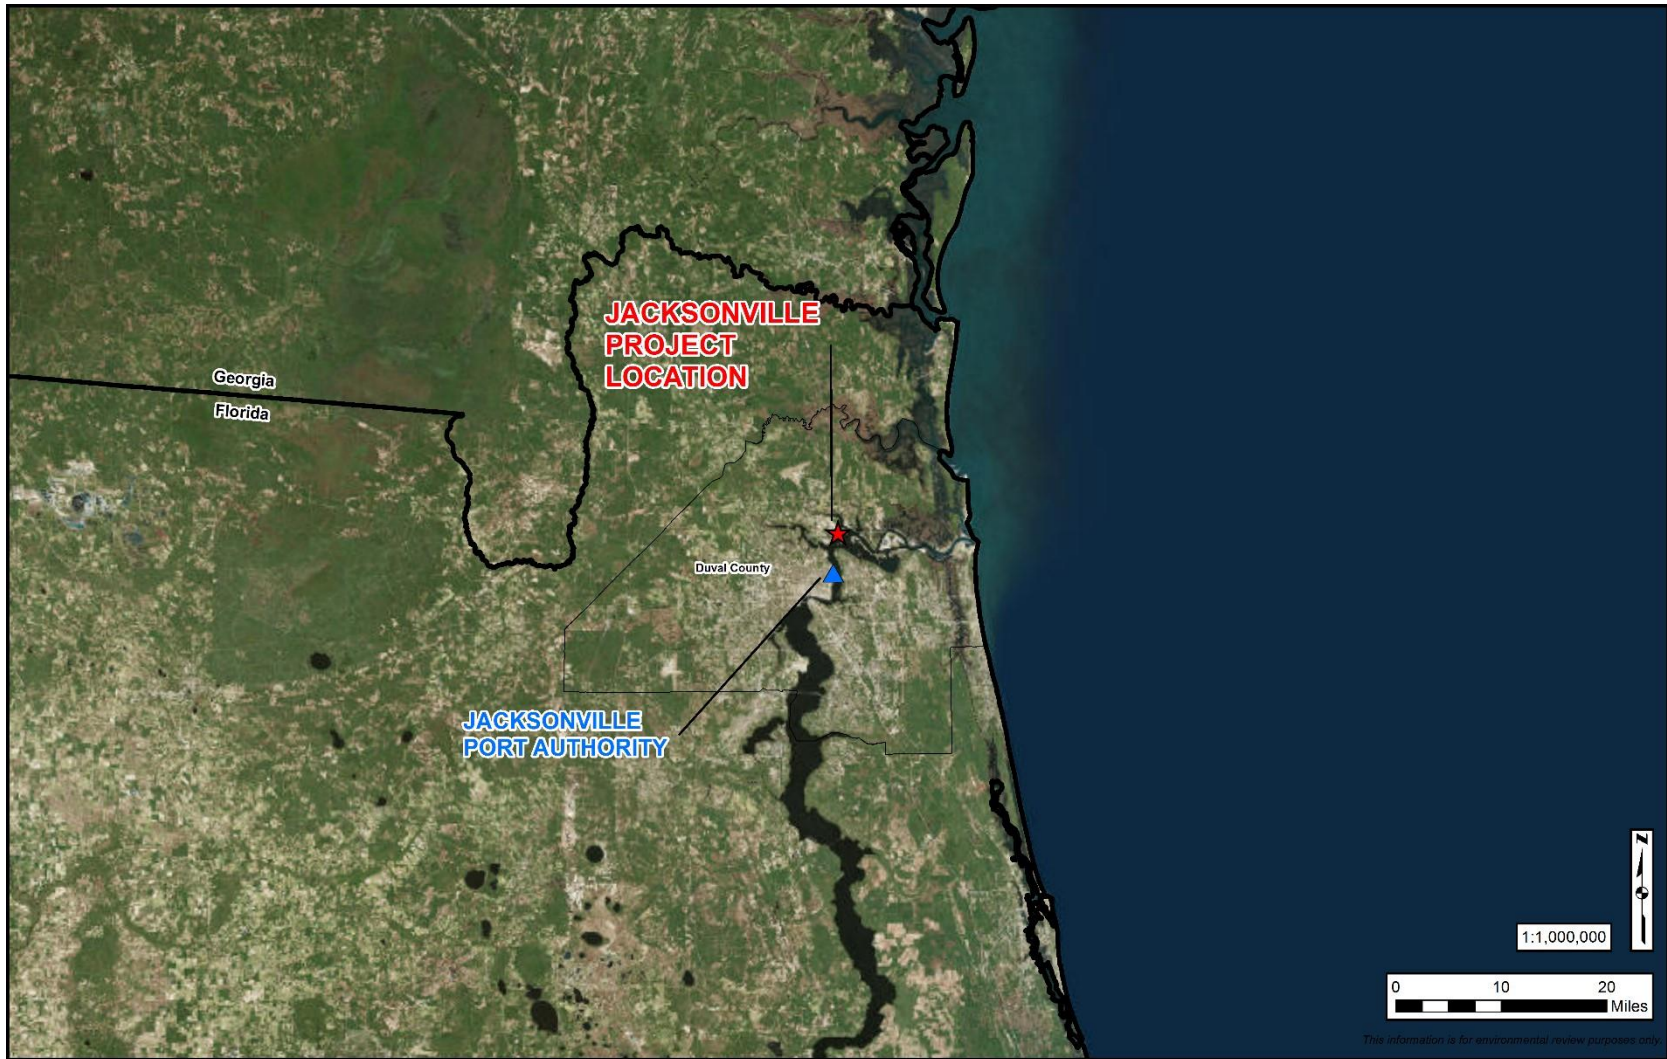 JACKSONVILLE
PROJECT
LOCATION
Georgia
Florida
Duval County
JACKSONVILLE
PORT AUTHORITY
N
1:1,000,000
0 10 20
Miles
This information is for environmental review purposes only.